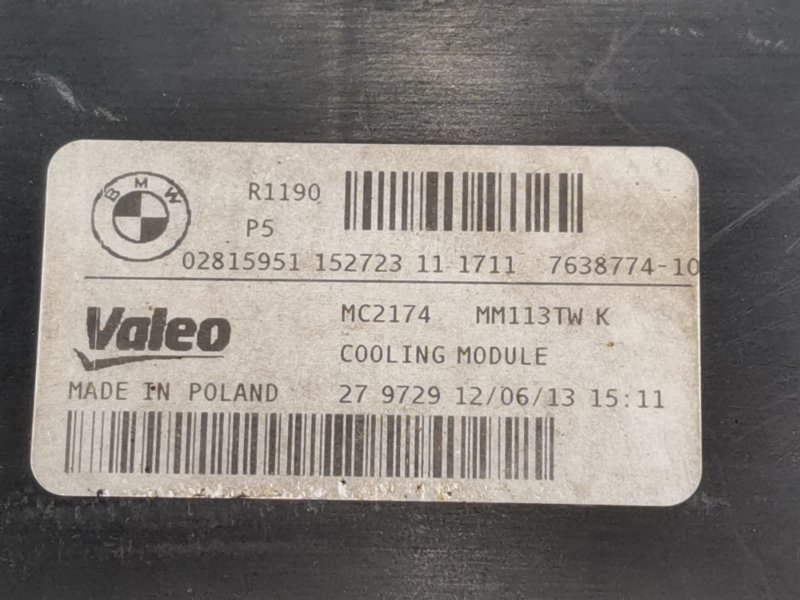 BMW
R1190
P5
02815951 152723 11 1711 7638774-10
Valeo
MC2174 MM113TW K
COOLING MODULE
MADE IN POLAND 27 9729 12/06/13 15:11